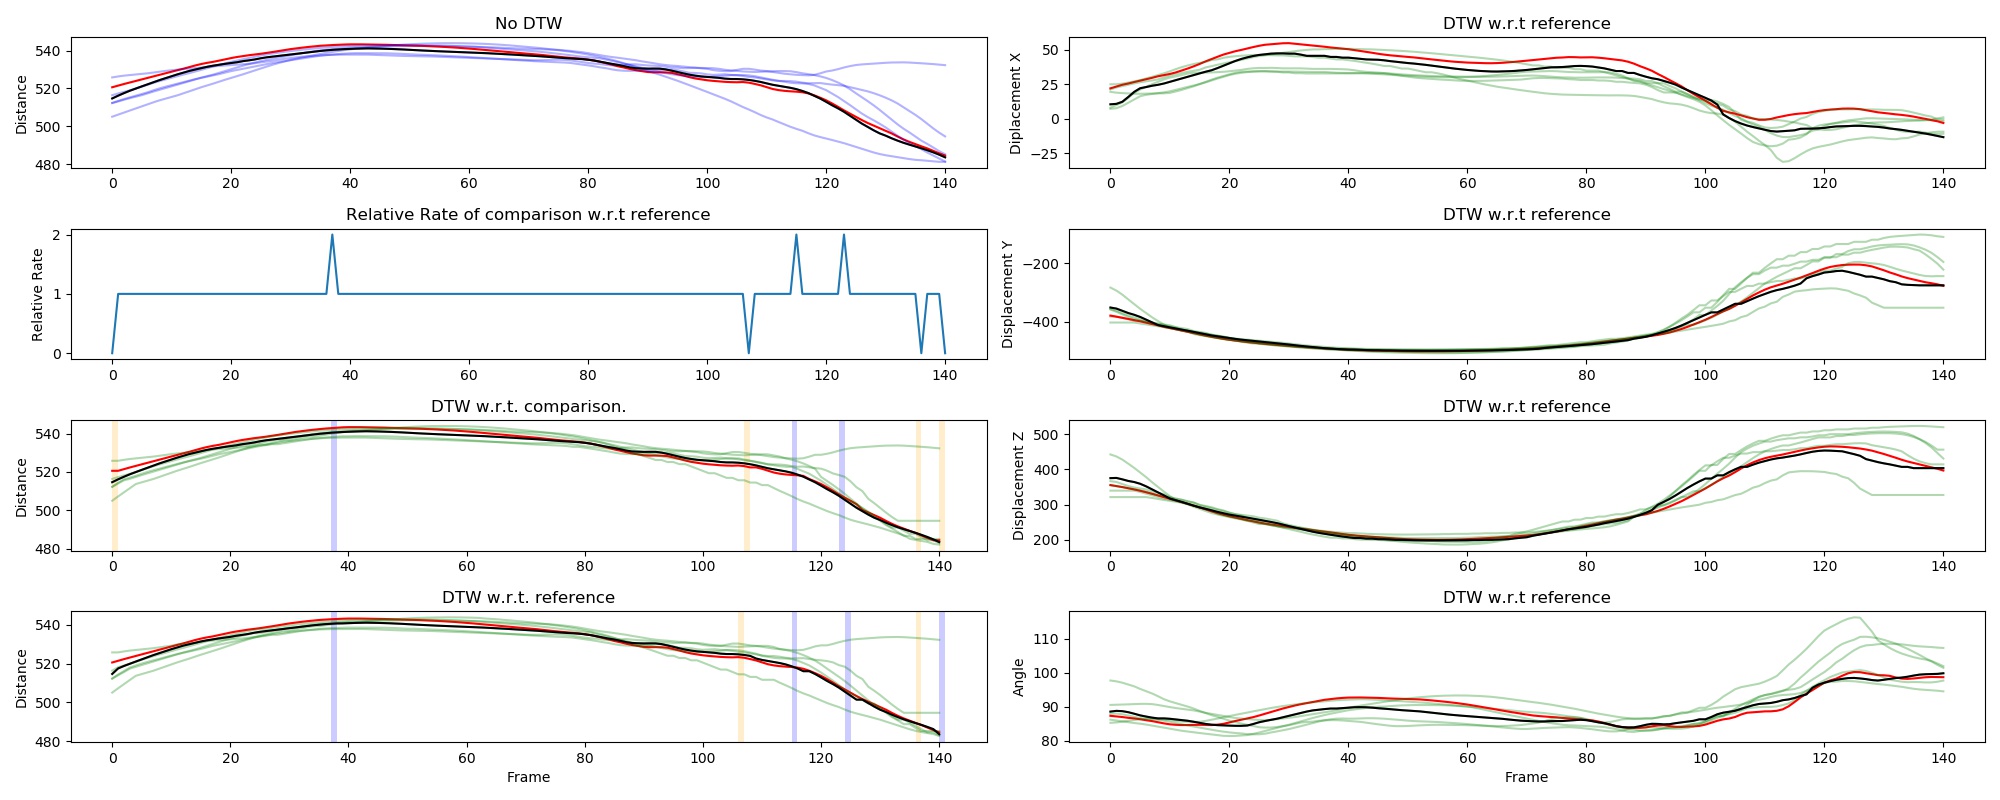 No DTW
Distance
540
520
500
480
0 20 40 60 80 100 120 140
Relative Rate of comparison w.r.t reference
Relative Rate
2
1
0
0 20 40 60 80 100 120 140
DTW w.r.t. comparison.
Distance
540
520
500
480
0 20 40 60 80 100 120 140
DTW w.r.t. reference
Distance
540
520
500
480
0 20 40 60 80 100 120 140
Frame
DTW w.r.t reference
Diplacement X
50
25
0
−25
0 20 40 60 80 100 120 140
DTW w.r.t reference
Displacement Y
−200
−400
0 20 40 60 80 100 120 140
DTW w.r.t reference
Displacement Z
500
400
300
200
0 20 40 60 80 100 120 140
DTW w.r.t reference
Angle
110
100
90
80
0 20 40 60 80 100 120 140
Frame